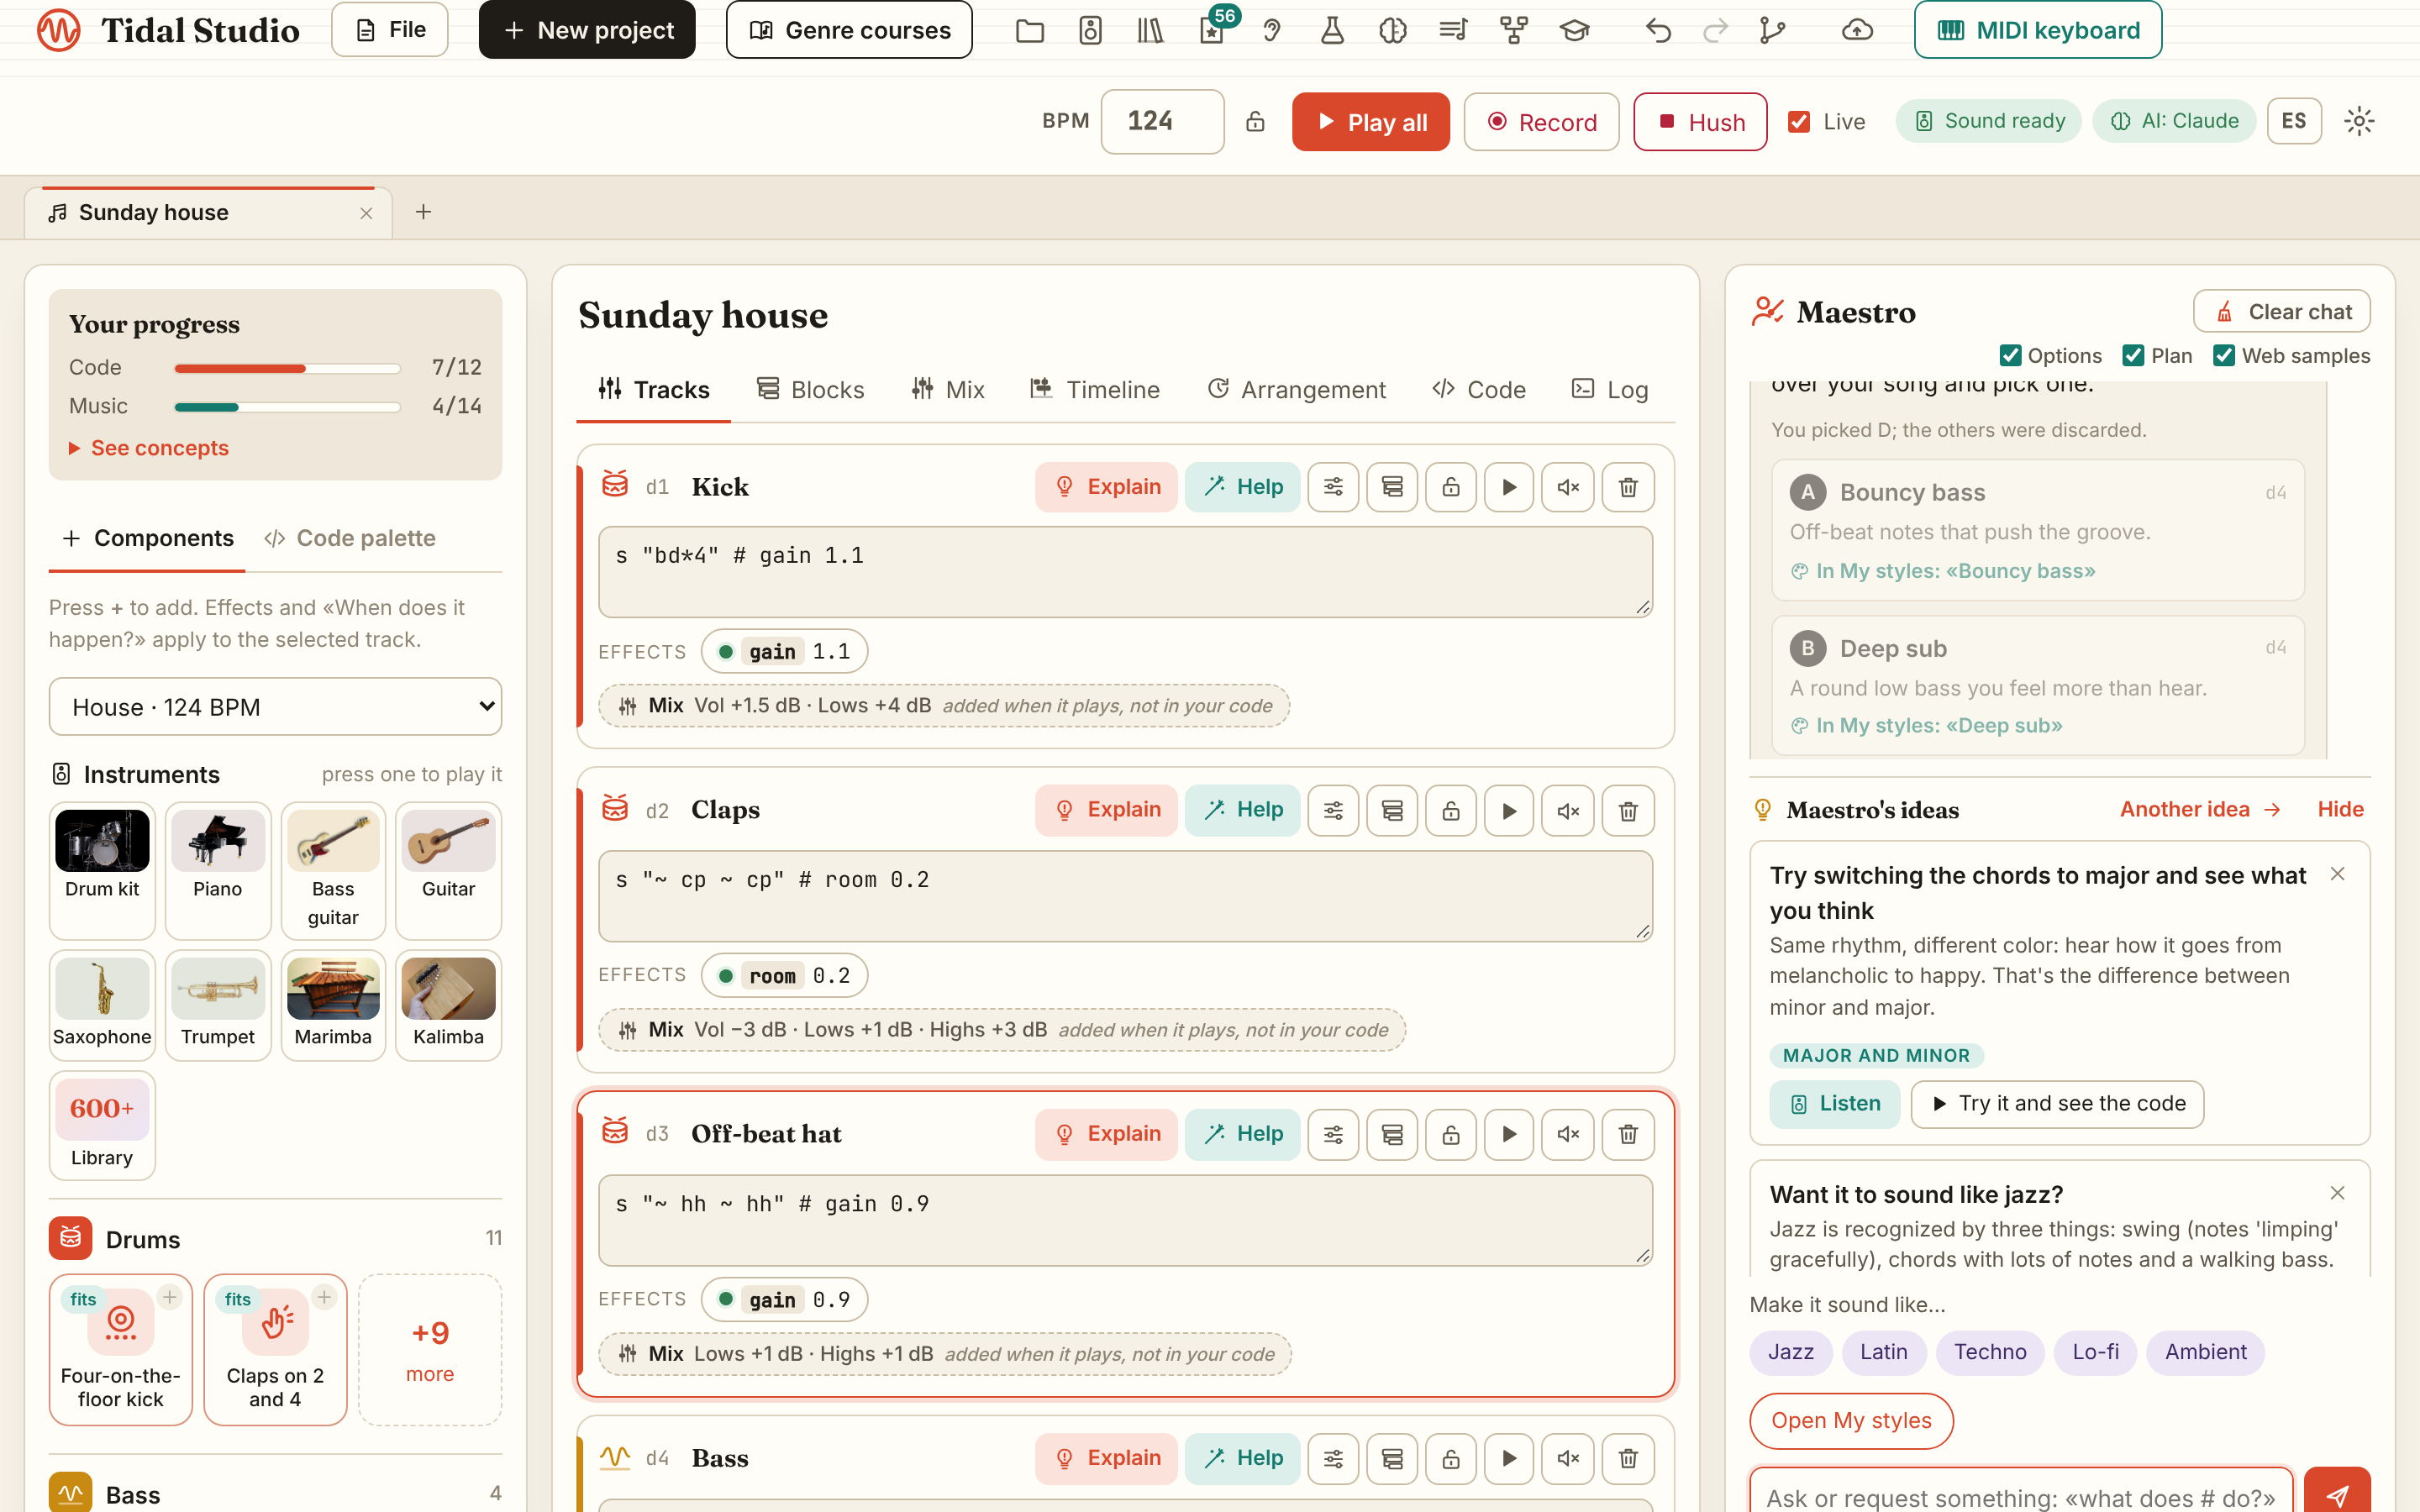 Tidal Studio
File
New project
Genre courses
56
MIDI keyboard
BPM
124
Play all
Record
Hush
Live
Sound ready
AI: Claude
ES
Sunday house
Your progress
Code 7/12
Music 4/14
See concepts
Components
Code palette
Press + to add. Effects and «When does it
happen?» apply to the selected track.
House · 124 BPM
Instruments
press one to play it
Drum kit
Piano
Bass
guitar
Guitar
Saxophone
Trumpet
Marimba
Kalimba
600+
Library
Drums
11
fits
Four-on-the-
floor kick
fits
Claps on 2
and 4
+9
more
Bass
4
Sunday house
Tracks
Blocks
Mix
Timeline
Arrangement
Code
Log
d1 Kick
Explain
Help
s "bd*4" # gain 1.1
EFFECTS
gain 1.1
Mix Vol +1.5 dB · Lows +4 dB added when it plays, not in your code
d2 Claps
Explain
Help
s "~ cp ~ cp" # room 0.2
EFFECTS
room 0.2
Mix Vol −3 dB · Lows +1 dB · Highs +3 dB added when it plays, not in your code
d3 Off-beat hat
Explain
Help
s "~ hh ~ hh" # gain 0.9
EFFECTS
gain 0.9
Mix Lows +1 dB · Highs +1 dB added when it plays, not in your code
d4 Bass
Explain
Help
Maestro
Clear chat
Options
Plan
Web samples
over your song and pick one.
You picked D; the others were discarded.
A Bouncy bass d4
Off-beat notes that push the groove.
In My styles: «Bouncy bass»
B Deep sub d4
A round low bass you feel more than hear.
In My styles: «Deep sub»
Maestro's ideas
Another idea →
Hide
Try switching the chords to major and see what
you think
Same rhythm, different color: hear how it goes from
melancholic to happy. That's the difference between
minor and major.
MAJOR AND MINOR
Listen
Try it and see the code
Want it to sound like jazz?
Jazz is recognized by three things: swing (notes 'limping'
gracefully), chords with lots of notes and a walking bass.
Make it sound like...
Jazz
Latin
Techno
Lo-fi
Ambient
Open My styles
Ask or request something: «what does # do?»